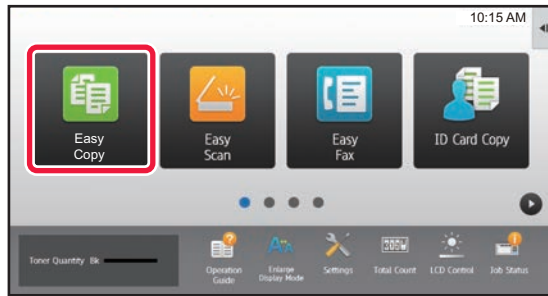 10:15 AM
Easy
Copy
Easy
Scan
Easy
Fax
ID Card Copy
Toner Quantity Bk
Operation
Guide
Enlarge
Display Mode
Settings
Total Count
LCD Control
Job Status